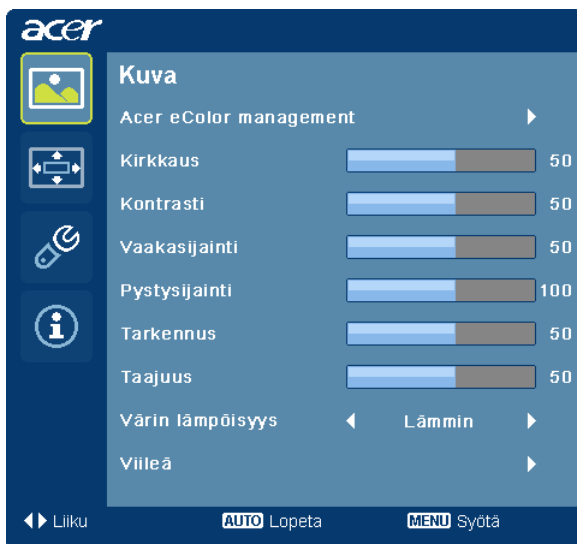 acer
Kuva
Acer eColor management
Kirkkaus 50
Kontrasti 50
Vaakasijainti 50
Pystysijainti 100
Tarkennus 50
Taajuus 50
Värin lämpöisyys Lämmin
Viileä
Liiku AUTO Lopeta MENU Syötä